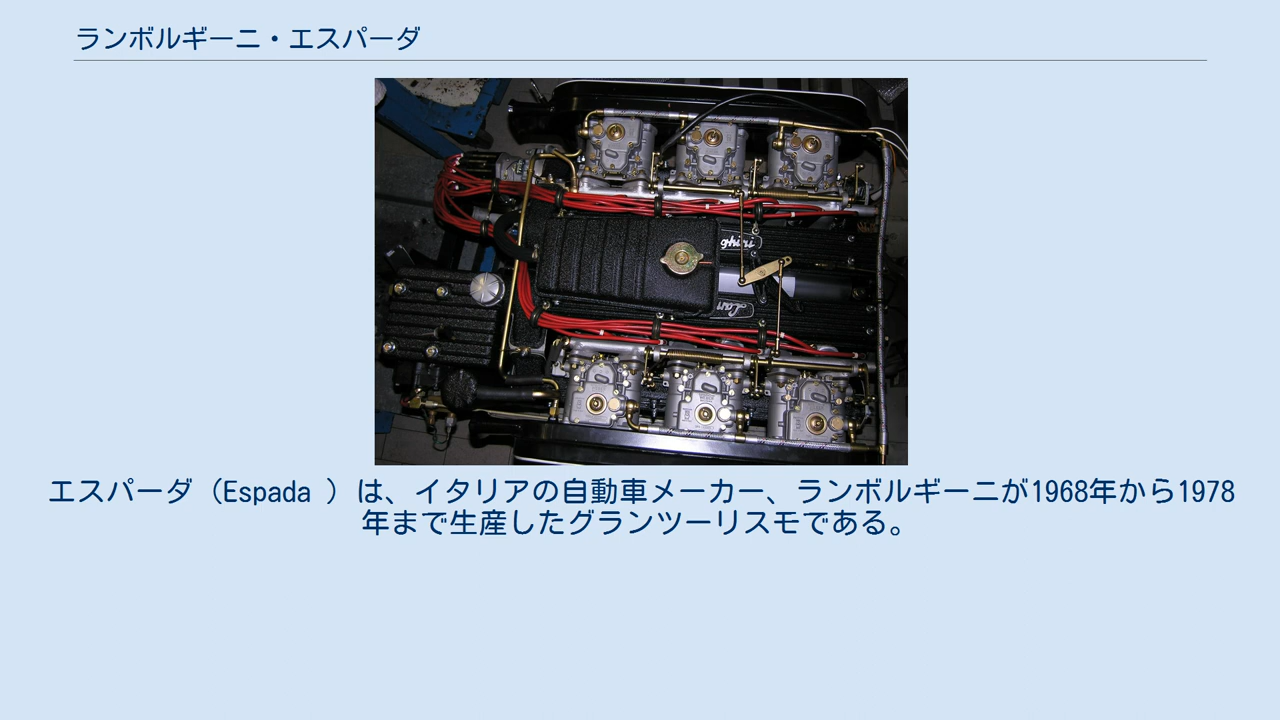 ランボルギーニ・エスパーダ
ghini
Lam
エスパーダ（Espada ）は、イタリアの自動車メーカー、ランボルギーニが1968年から1978
年まで生産したグランツーリスモである。